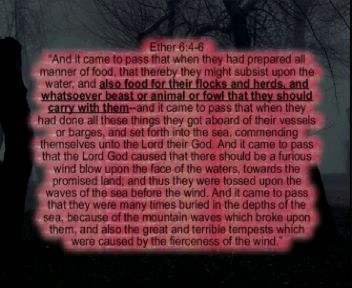 Ether 6:4-6
"And it came to pass that when they had prepared all
manner of food, that thereby they might subsist upon the
water, and also food for their flocks and herds, and
whatsoever beast or animal or fowl that they should
carry with them--and it came to pass that when they
had done all these things they got aboard of their vessels
or barges, and set forth into the sea, commending
themselves unto the Lord their God. And it came to pass
that the Lord God caused that there should be a furious
wind blow upon the face of the waters, towards the
promised land; and thus they were tossed upon the
waves of the sea before the wind. And it came to pass
that they were many times buried in the depths of the
sea, because of the mountain waves which broke upon
them, and also the great and terrible tempests which
were caused by the fierceness of the wind."